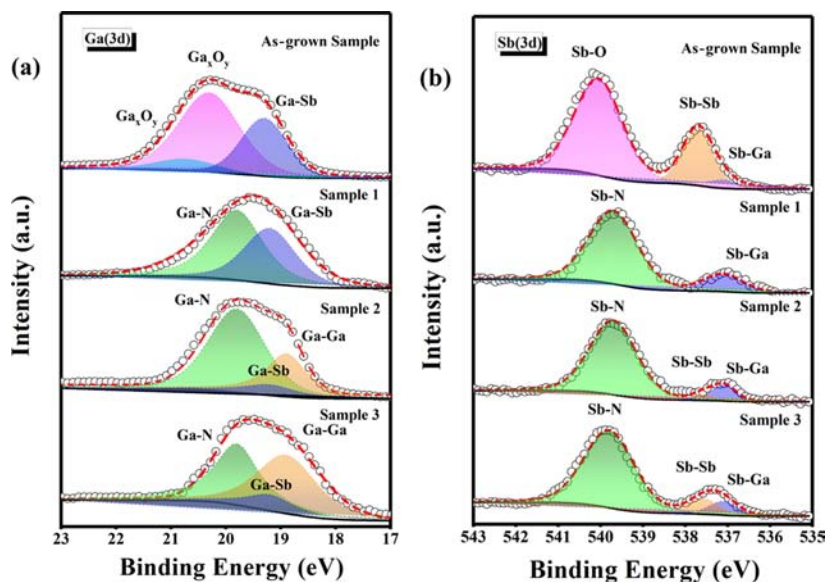 (a)
Ga(3d)
As-grown Sample
GaxOy
GaxOy
Ga-Sb
Sample 1
Ga-N
Ga-Sb
Sample 2
Ga-N
Ga-Ga
Ga-Sb
Sample 3
Ga-N
Ga-Ga
Ga-Sb
23 22 21 20 19 18 17
Binding Energy (eV)
Intensity (a.u.)
(b)
Sb(3d)
As-grown Sample
Sb-O
Sb-Sb
Sb-Ga
Sample 1
Sb-N
Sb-Ga
Sample 2
Sb-N
Sb-Sb
Sb-Ga
Sample 3
Sb-N
Sb-Sb
Sb-Ga
543 542 541 540 539 538 537 536 535
Binding Energy (eV)
Intensity (a.u.)